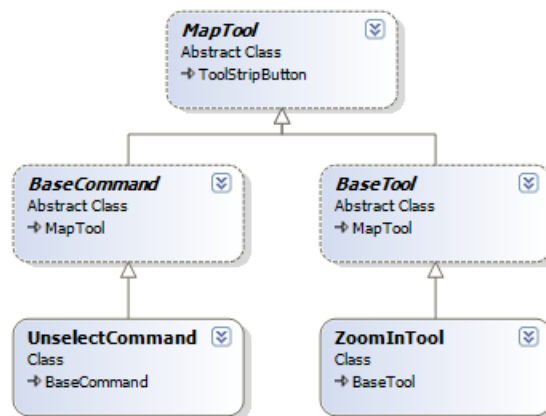 MapTool
Abstract Class
ToolStripButton
BaseCommand
Abstract Class
MapTool
BaseTool
Abstract Class
MapTool
UnselectCommand
Class
BaseCommand
ZoomInTool
Class
BaseTool